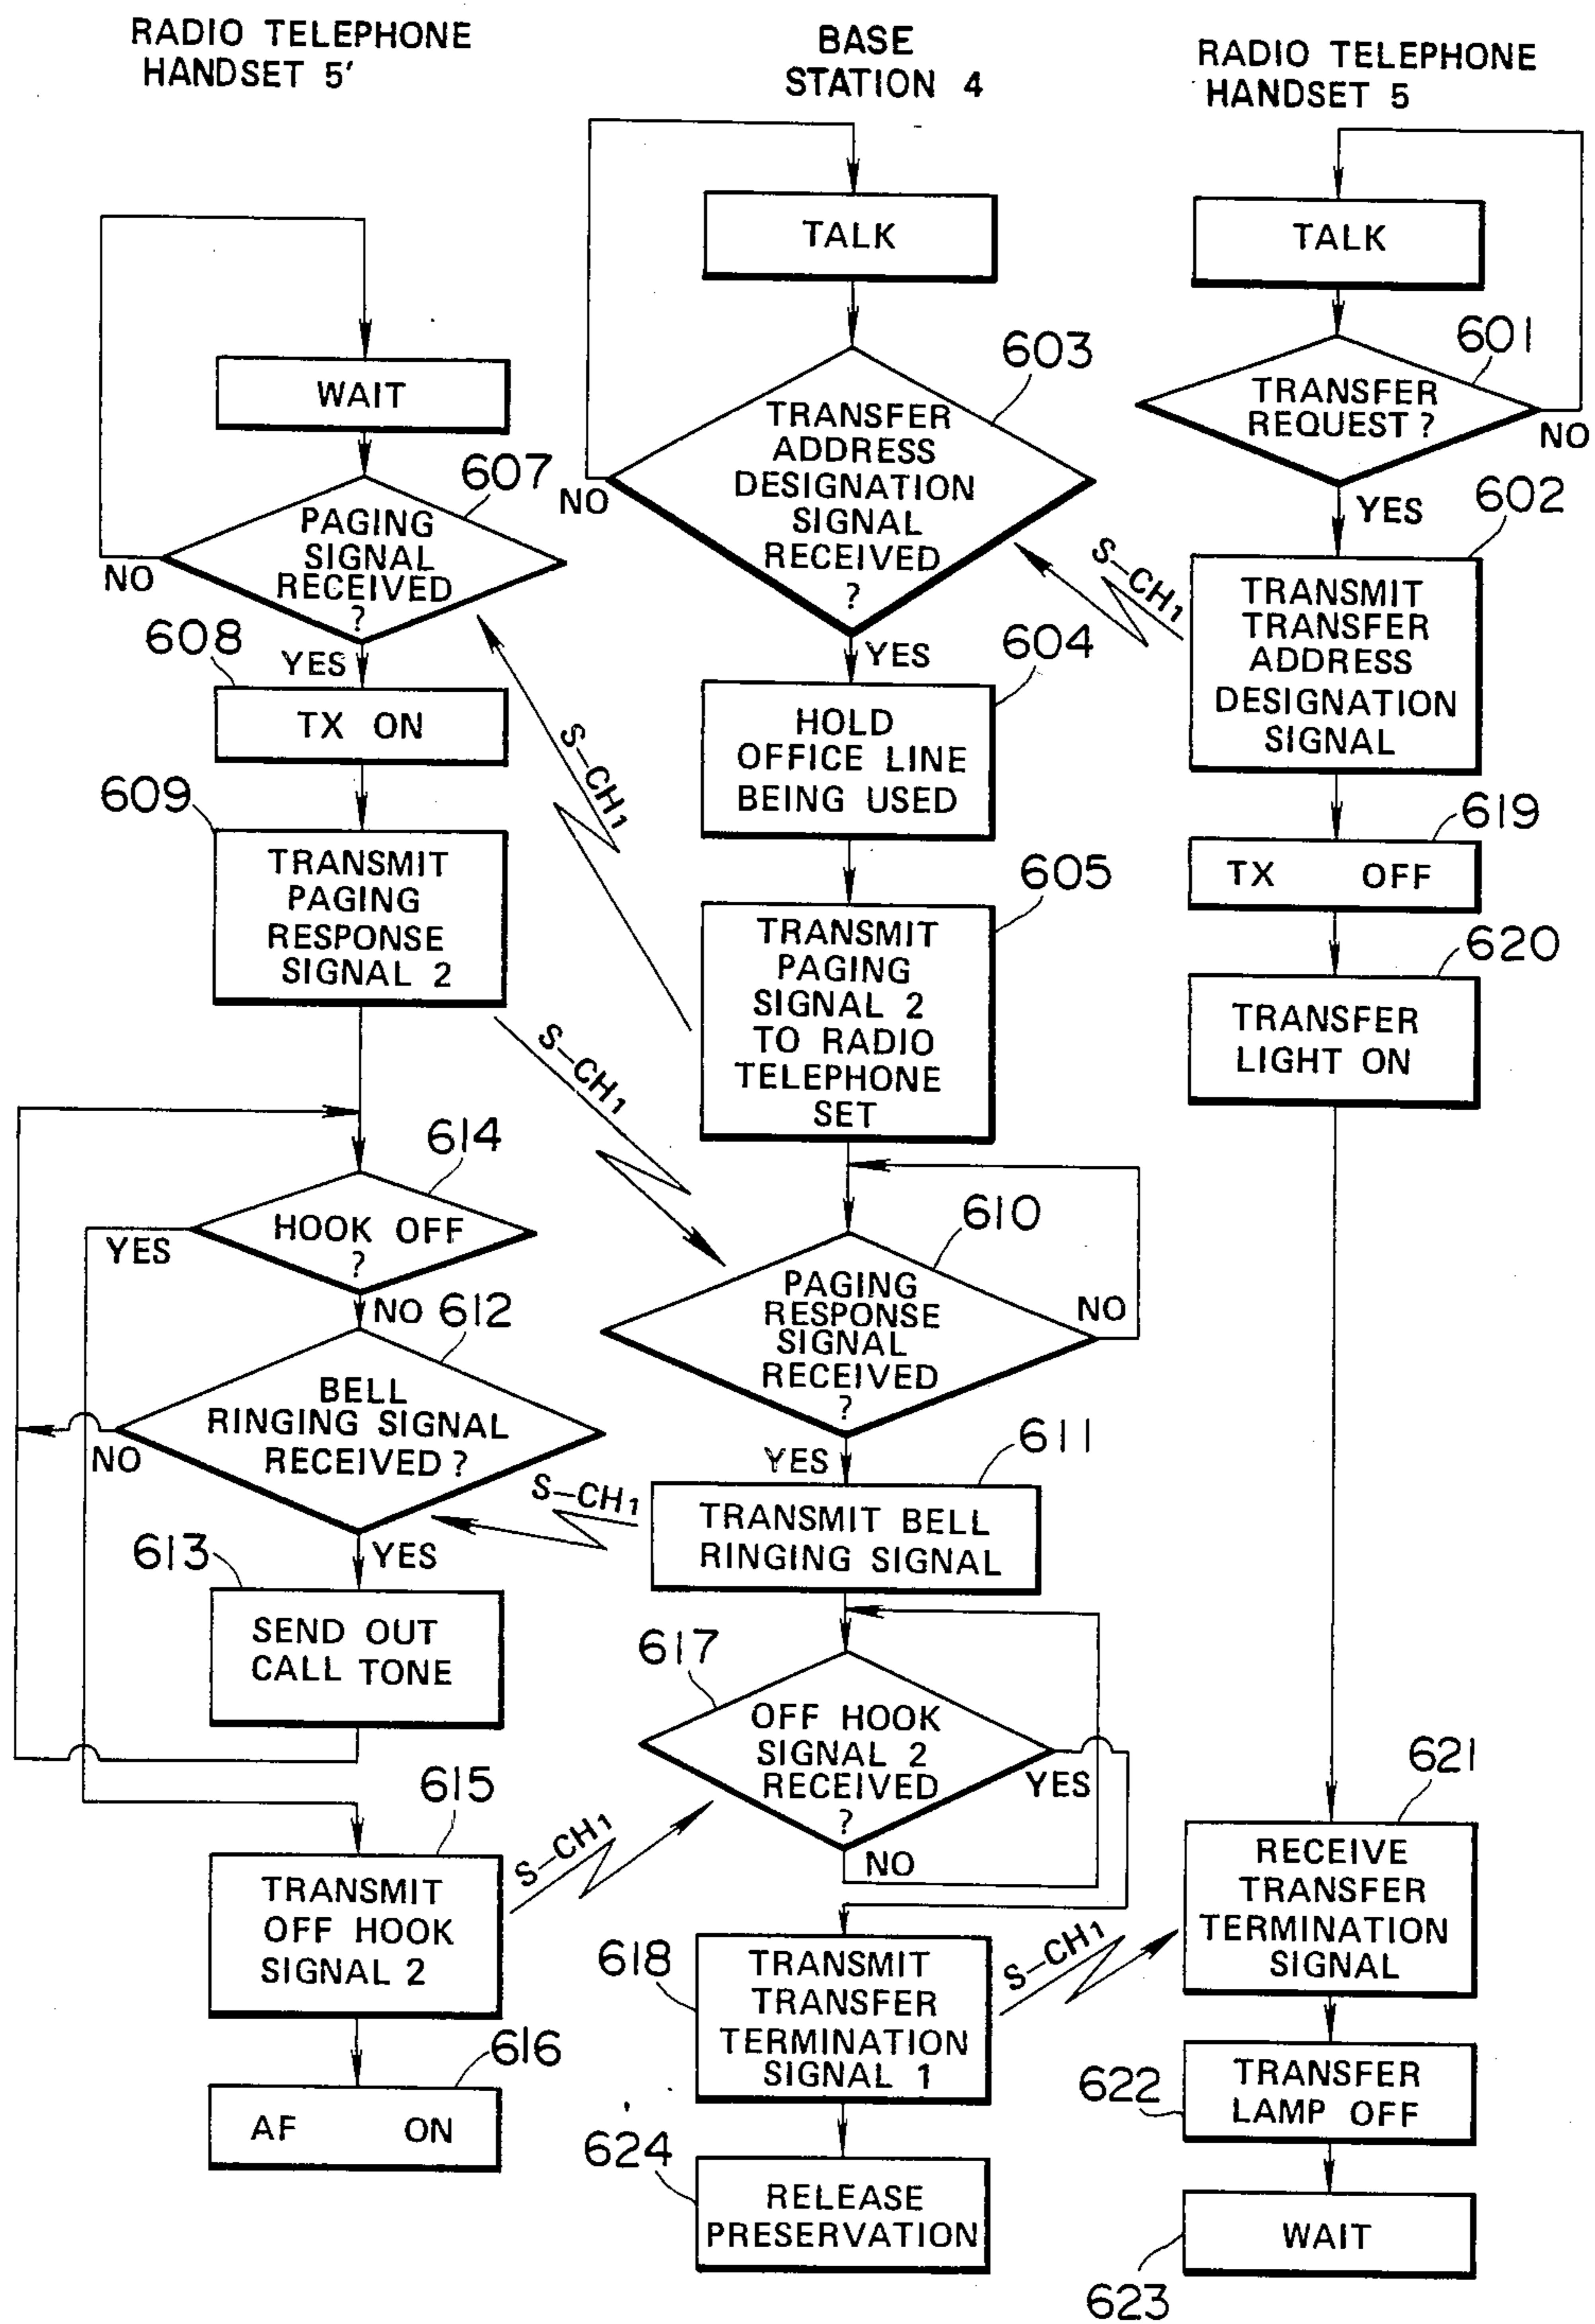 RADIO TELEPHONE
HANDSET 5'
WAIT
607
PAGING
SIGNAL
RECEIVED
?
NO
YES
608
TX ON
609
TRANSMIT
PAGING
RESPONSE
SIGNAL 2
614
HOOK OFF
?
YES
NO
612
BELL
RINGING SIGNAL
RECEIVED ?
NO
YES
613
SEND OUT
CALL TONE
615
TRANSMIT
OFF HOOK
SIGNAL 2
616
AF ON
BASE
STATION 4
TALK
603
TRANSFER
ADDRESS
DESIGNATION
SIGNAL
RECEIVED
?
NO
YES
S-CH1
604
HOLD
OFFICE LINE
BEING USED
S-CH1
605
TRANSMIT
PAGING
SIGNAL 2
TO RADIO
TELEPHONE
SET
S-CH1
610
PAGING
RESPONSE
SIGNAL
RECEIVED
?
NO
YES
611
TRANSMIT BELL
RINGING SIGNAL
S-CH1
617
OFF HOOK
SIGNAL 2
RECEIVED
?
YES
NO
S-CH1
618
TRANSMIT
TRANSFER
TERMINATION
SIGNAL 1
S-CH1
624
RELEASE
PRESERVATION
RADIO TELEPHONE
HANDSET 5
TALK
601
TRANSFER
REQUEST ?
NO
YES
602
TRANSMIT
TRANSFER
ADDRESS
DESIGNATION
SIGNAL
619
TX OFF
620
TRANSFER
LIGHT ON
621
RECEIVE
TRANSFER
TERMINATION
SIGNAL
622
TRANSFER
LAMP OFF
WAIT
623